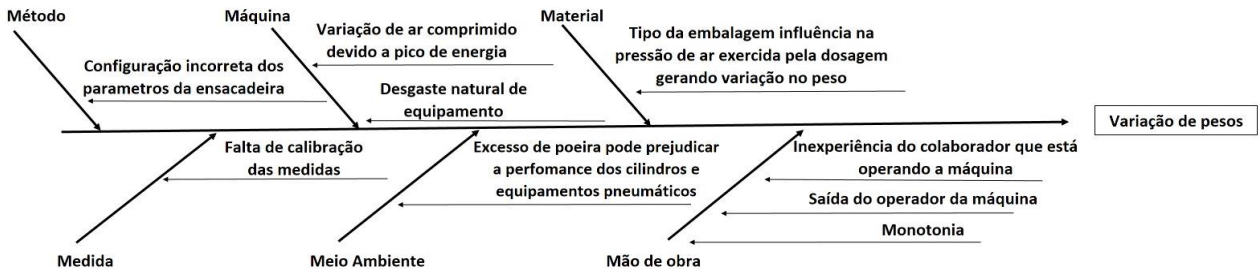 Método
Máquina
Material
Configuração incorreta dos
parametros da ensacadeira
Variação de ar comprimido
devido a pico de energia
Desgaste natural de
equipamento
Tipo da embalagem influência na
pressão de ar exercida pela dosagem
gerando variação no peso
Variação de pesos
Falta de calibração
das medidas
Excesso de poeira pode prejudicar
a perfomance dos cilindros e
equipamentos pneumáticos
Inexperiência do colaborador que está
operando a máquina
Saída do operador da máquina
Monotonia
Medida
Meio Ambiente
Mão de obra